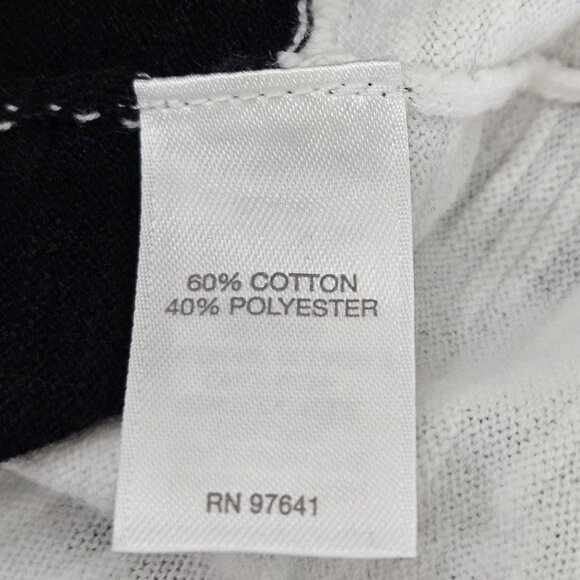 60% COTTON
40% POLYESTER
RN 97641